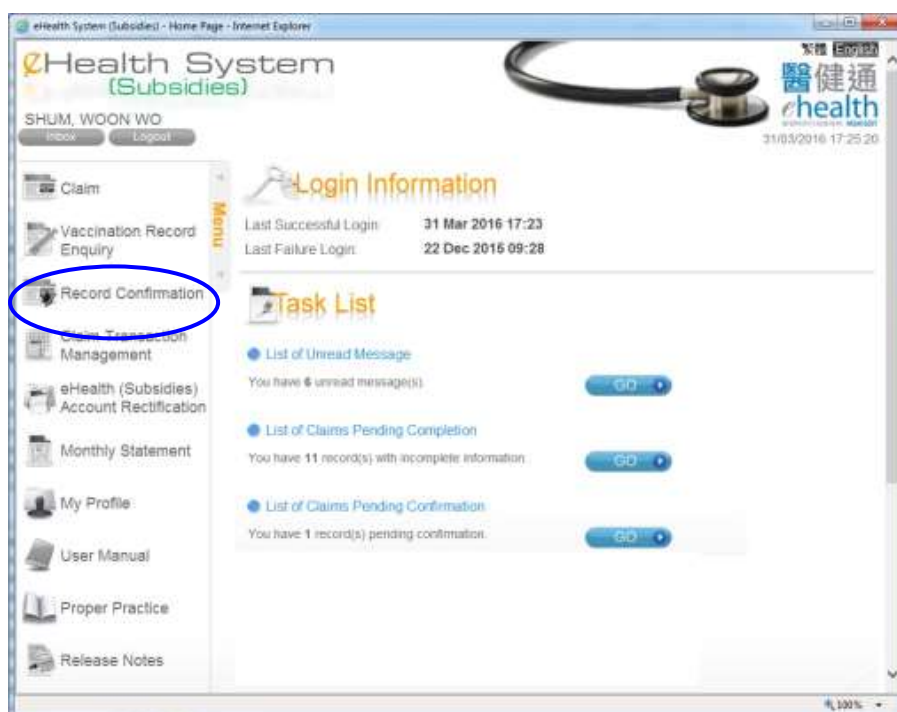 eHealth System (Subsidies) - Home Page - Internet Explorer
eHealth System
(Subsidies)
繁體 English
醫健通
ehealth
SHUM, WOON WO
Inbox Logout
31/03/2016 17:25:20
Menu
Claim
Vaccination Record
Enquiry
Record Confirmation
Claim Transaction
Management
eHealth (Subsidies)
Account Rectification
Monthly Statement
My Profile
User Manual
Proper Practice
Release Notes
Login Information
Last Successful Login: 31 Mar 2016 17:23
Last Failure Login: 22 Dec 2015 09:28
Task List
List of Unread Message
You have 6 unread message(s).
GO
List of Claims Pending Completion
You have 11 record(s) with incomplete information.
GO
List of Claims Pending Confirmation
You have 1 record(s) pending confirmation.
GO
100%